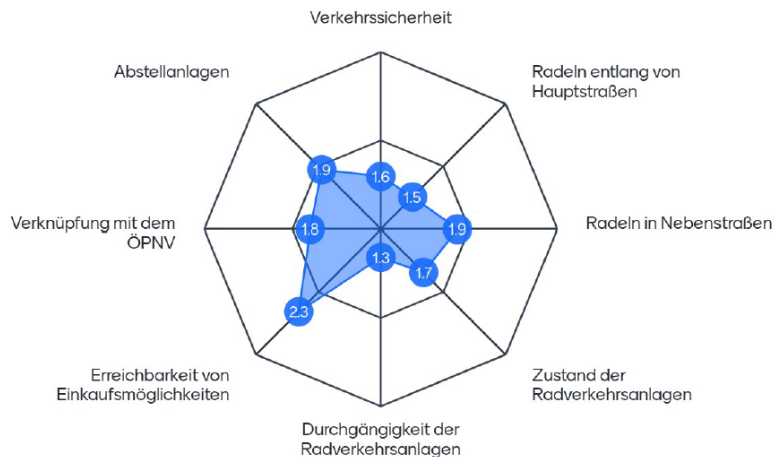 Verkehrssicherheit
Abstellanlagen
Radeln entlang von
Hauptstraßen
1.9
1.6
1.5
Verknüpfung mit dem
ÖPNV
1.8
1.9
Radeln in Nebenstraßen
1.3
1.7
2.3
Erreichbarkeit von
Einkaufsmöglichkeiten
Zustand der
Radverkehrsanlagen
Durchgängigkeit der
Radverkehrsanlagen